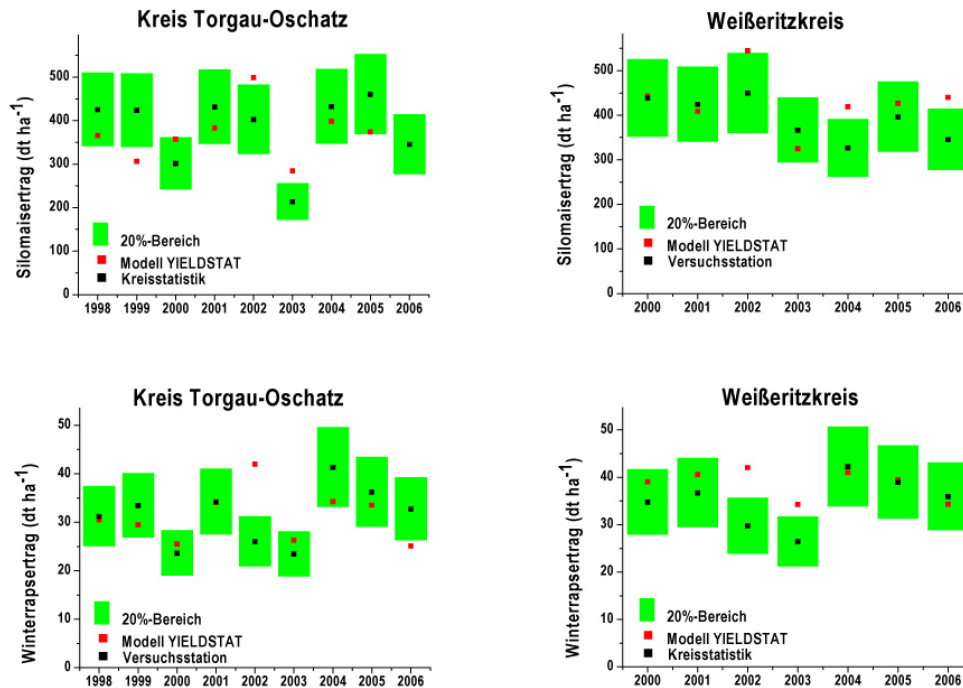 Kreis Torgau-Oschatz
Silomaisertrag (dt ha⁻¹)
500
400
300
200
100
0
20%-Bereich
Modell YIELDSTAT
Kreisstatistik
1998 1999 2000 2001 2002 2003 2004 2005 2006
Weißeritzkreis
Silomaisertrag (dt ha⁻¹)
500
400
300
200
100
0
20%-Bereich
Modell YIELDSTAT
Versuchsstation
2000 2001 2002 2003 2004 2005 2006
Kreis Torgau-Oschatz
Winterrapsertrag (dt ha⁻¹)
50
40
30
20
10
0
20%-Bereich
Modell YIELDSTAT
Versuchsstation
1998 1999 2000 2001 2002 2003 2004 2005 2006
Weißeritzkreis
Winterrapsertrag (dt ha⁻¹)
50
40
30
20
10
0
20%-Bereich
Modell YIELDSTAT
Kreisstatistik
2000 2001 2002 2003 2004 2005 2006